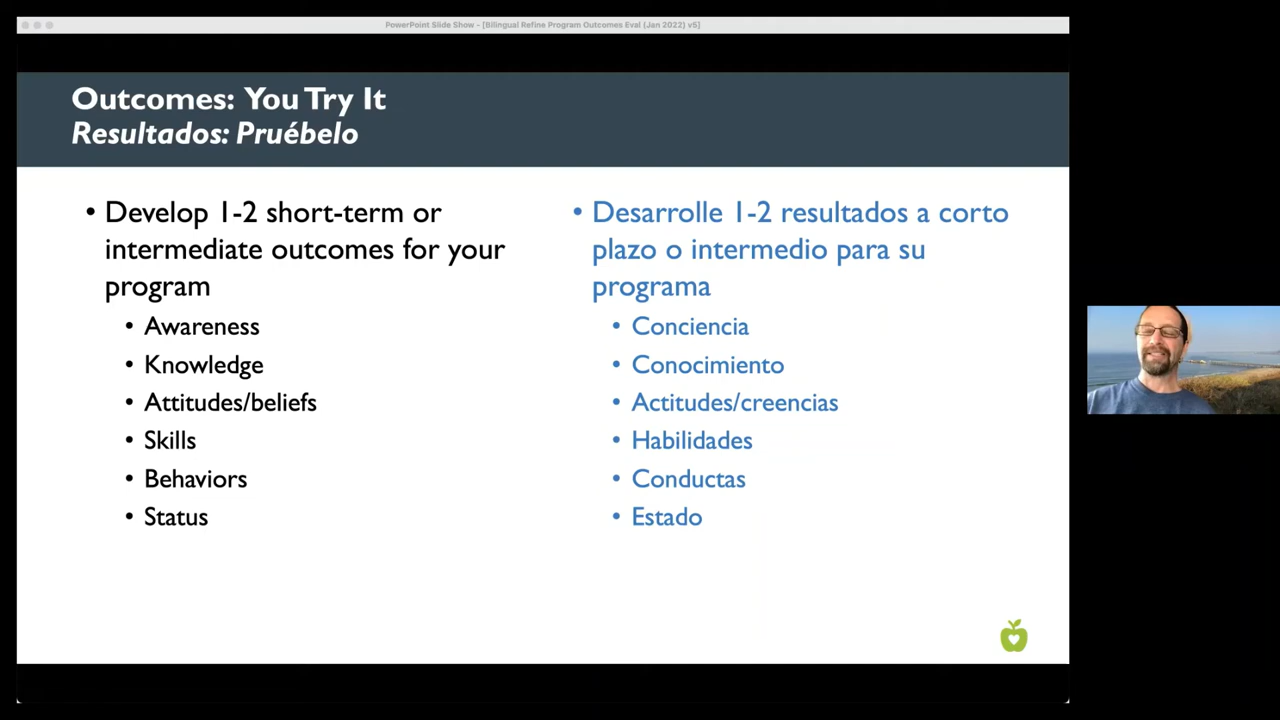 PowerPoint Slide Show - [Bilingual Refine Program Outcomes Eval (Jan 2022) v5]
Outcomes: You Try It
Resultados: Pruébelo
• Develop 1-2 short-term or
intermediate outcomes for your
program
• Awareness
• Knowledge
• Attitudes/beliefs
• Skills
• Behaviors
• Status
• Desarrolle 1-2 resultados a corto
plazo o intermedio para su
programa
• Conciencia
• Conocimiento
• Actitudes/creencias
• Habilidades
• Conductas
• Estado